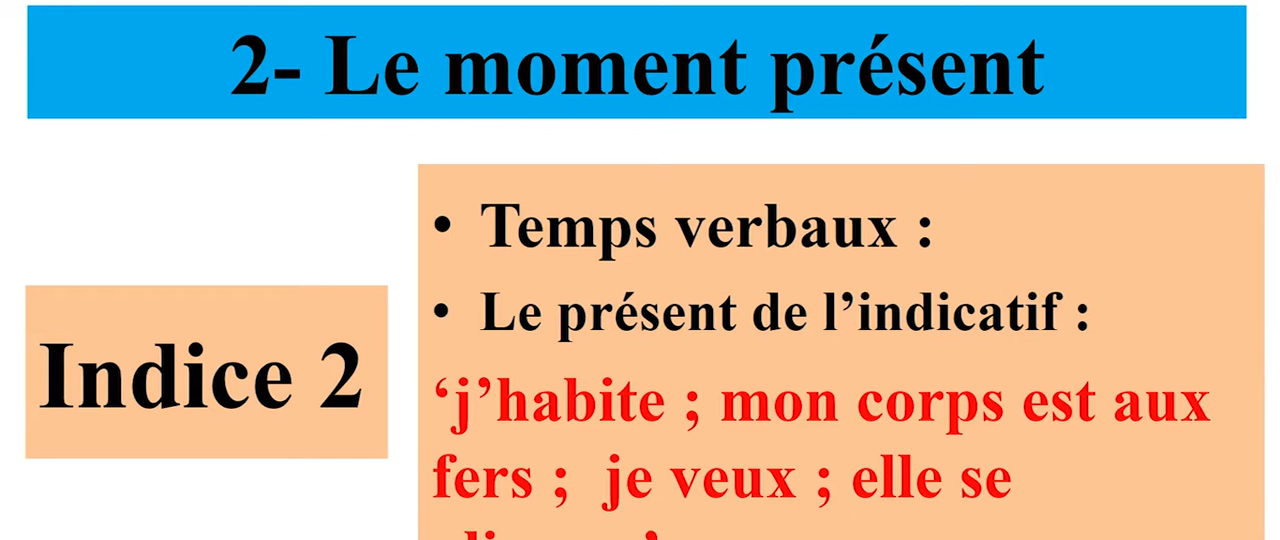 2- Le moment présent
Indice 2
• Temps verbaux :
• Le présent de l’indicatif :
‘j’habite ; mon corps est aux
fers ; je veux ; elle se